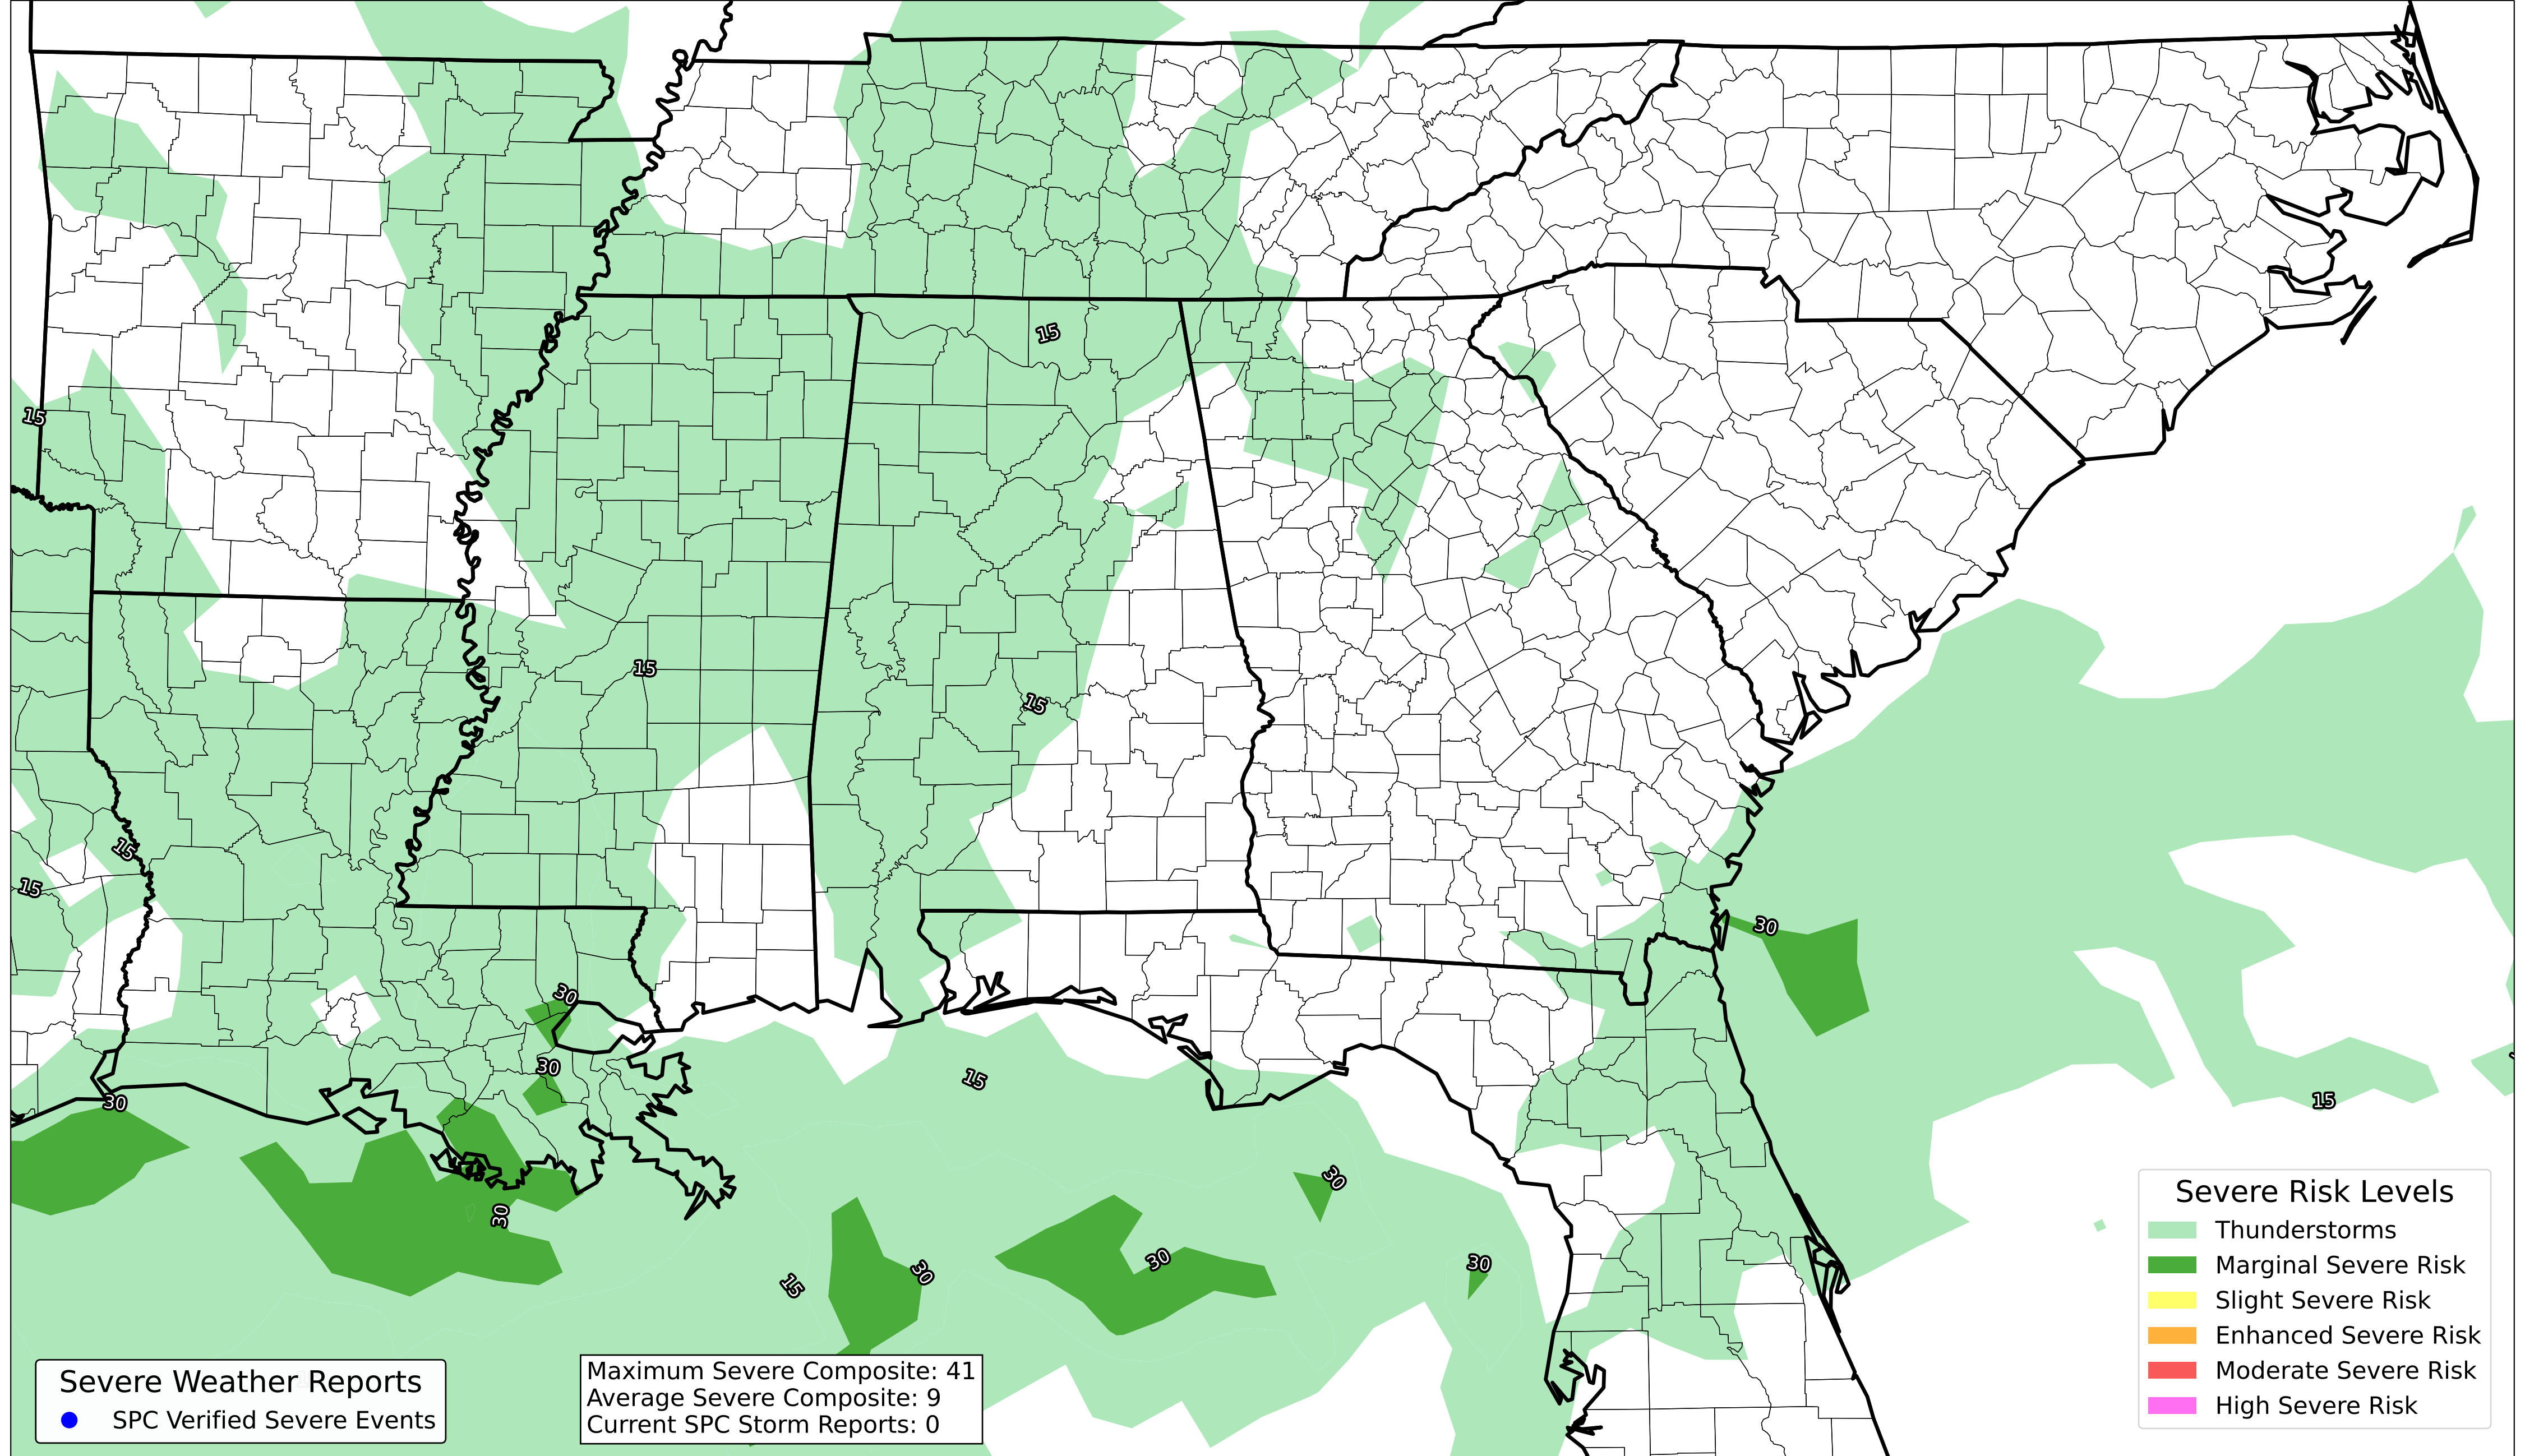 15
15
15
15
15
15
30
30
30
30
15
15
30
30
30
30
30
15
Severe Risk Levels
Thunderstorms
Marginal Severe Risk
Slight Severe Risk
Enhanced Severe Risk
Moderate Severe Risk
High Severe Risk
Severe Weather Reports
SPC Verified Severe Events
Maximum Severe Composite: 41
Average Severe Composite: 9
Current SPC Storm Reports: 0